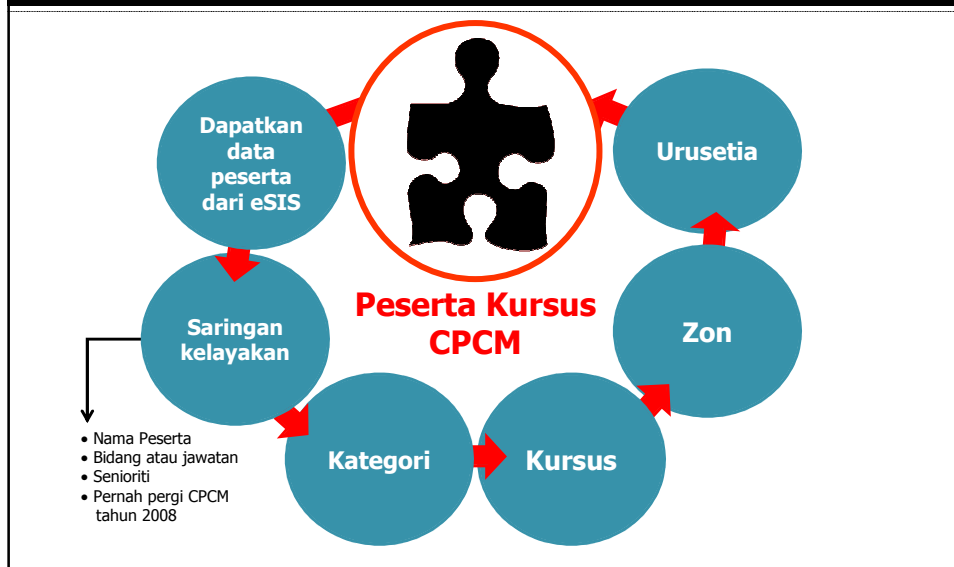 Dapatkan
data
peserta
dari eSIS
Urusetia
Peserta Kursus
CPCM
Saringan
kelayakan
Zon
Kategori
Kursus
• Nama Peserta
• Bidang atau jawatan
• Senioriti
• Pernah pergi CPCM
tahun 2008